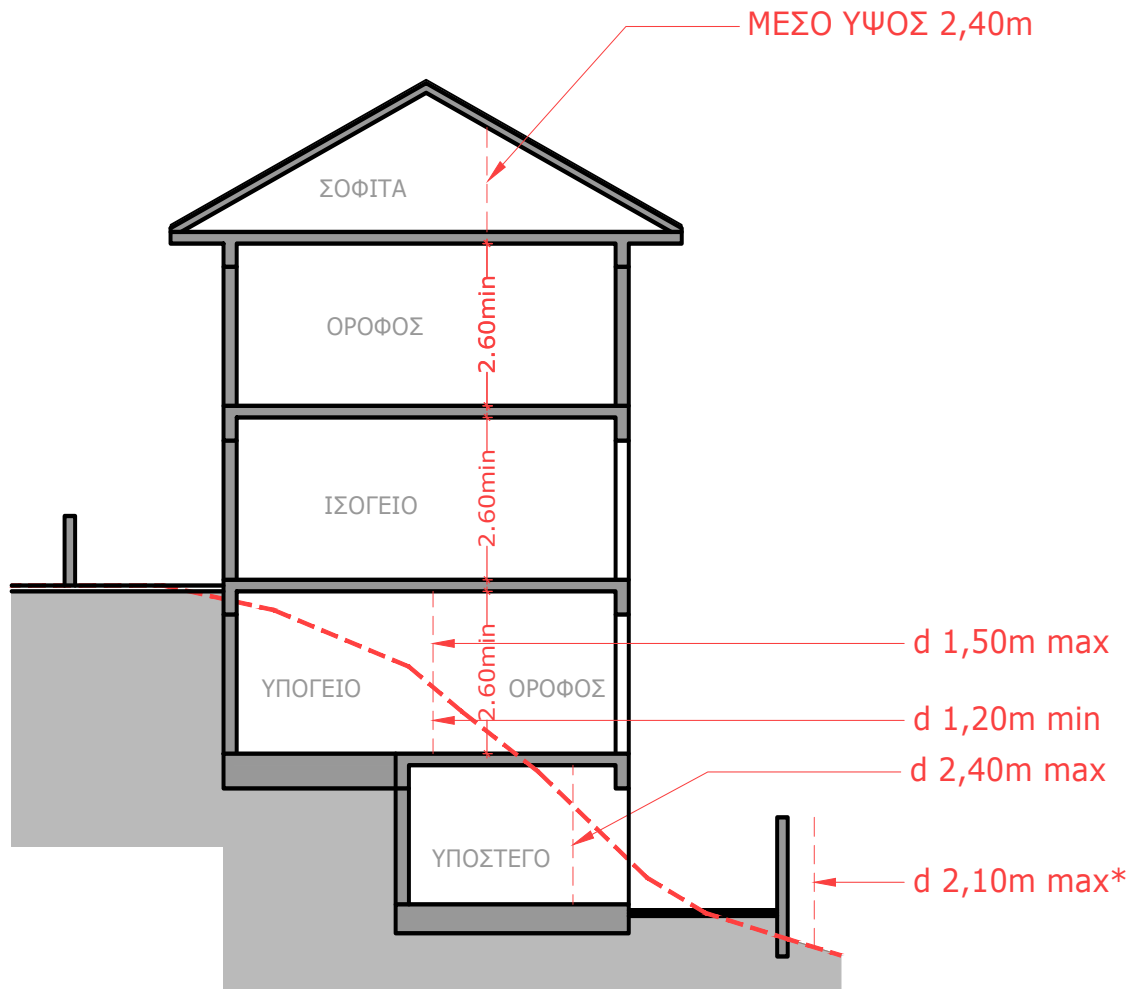 ΜΕΣΟ ΥΨΟΣ 2,40m
ΣΟΦΙΤΑ
2.60min
ΟΡΟΦΟΣ
2.60min
ΙΣΟΓΕΙΟ
2.60min
d 1,50m max
ΥΠΟΓΕΙΟ
ΟΡΟΦΟΣ
d 1,20m min
d 2,40m max
ΥΠΟΣΤΕΓΟ
d 2,10m max*